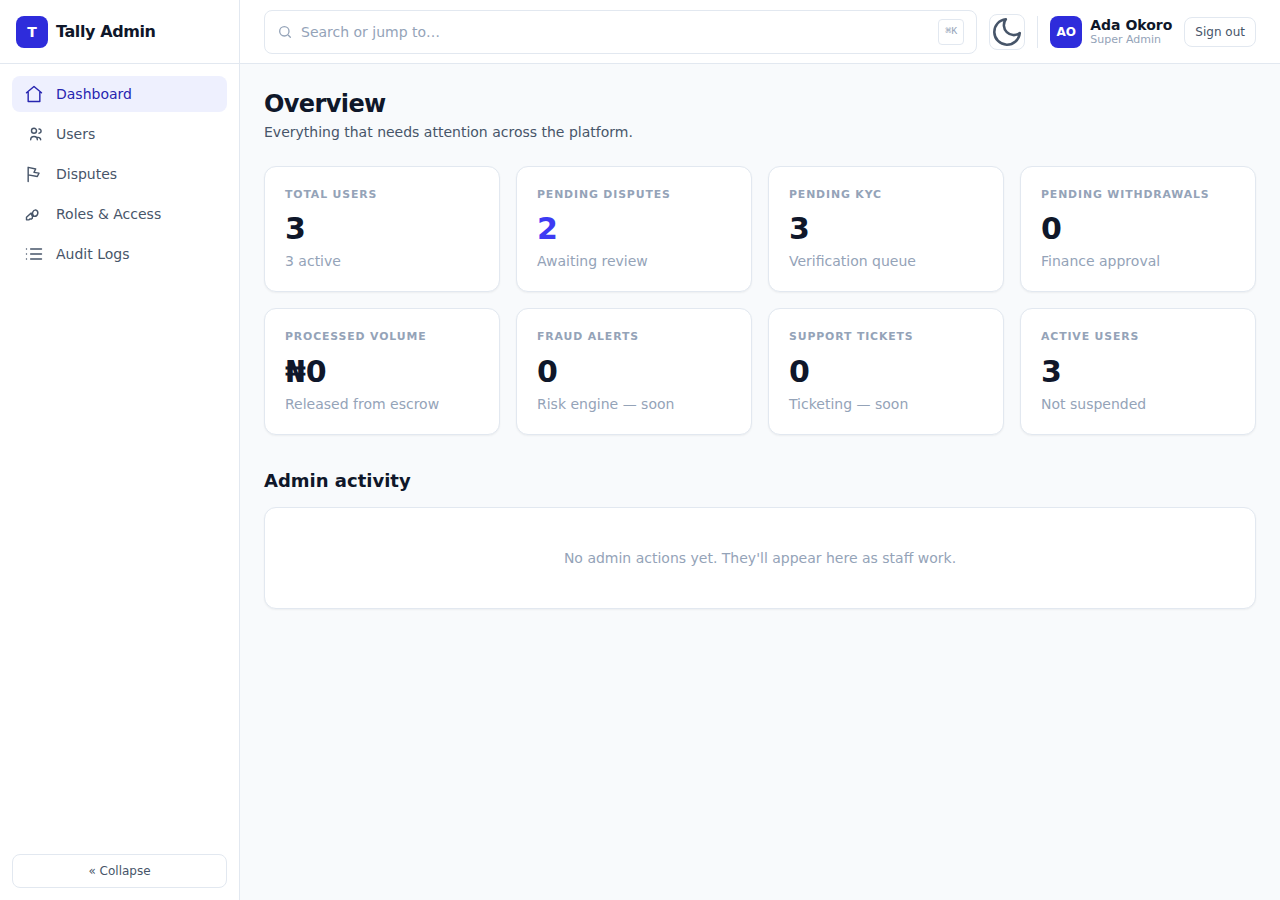 T Tally Admin
Search or jump to… ⌘K
AO Ada Okoro
Super Admin
Sign out
Dashboard
Users
Disputes
Roles & Access
Audit Logs
« Collapse
Overview
Everything that needs attention across the platform.
TOTAL USERS
3
3 active
PENDING DISPUTES
2
Awaiting review
PENDING KYC
3
Verification queue
PENDING WITHDRAWALS
0
Finance approval
PROCESSED VOLUME
₦0
Released from escrow
FRAUD ALERTS
0
Risk engine — soon
SUPPORT TICKETS
0
Ticketing — soon
ACTIVE USERS
3
Not suspended
Admin activity
No admin actions yet. They'll appear here as staff work.